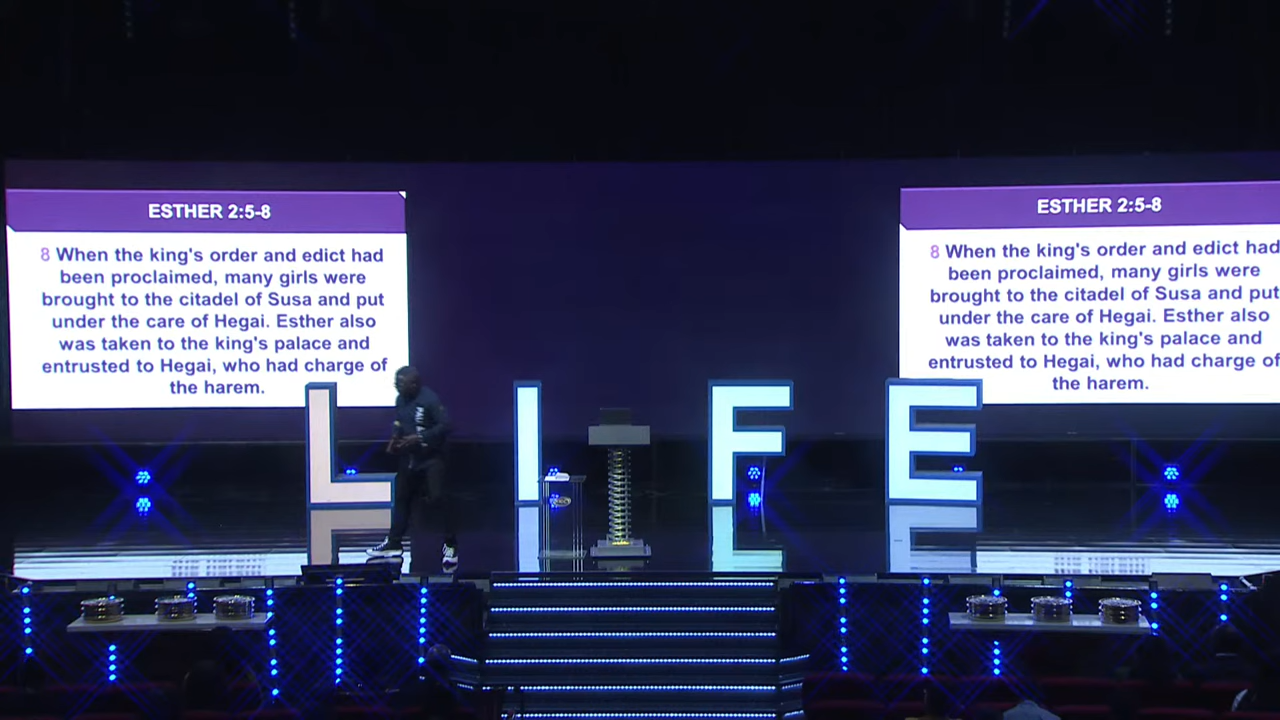 ESTHER 2:5-8
8 When the king's order and edict had
been proclaimed, many girls were
brought to the citadel of Susa and put
under the care of Hegai. Esther also
was taken to the king's palace and
entrusted to Hegai, who had charge of
the harem.
ESTHER 2:5-8
8 When the king's order and edict had
been proclaimed, many girls were
brought to the citadel of Susa and put
under the care of Hegai. Esther also
was taken to the king's palace and
entrusted to Hegai, who had charge of
the harem.
LIFE